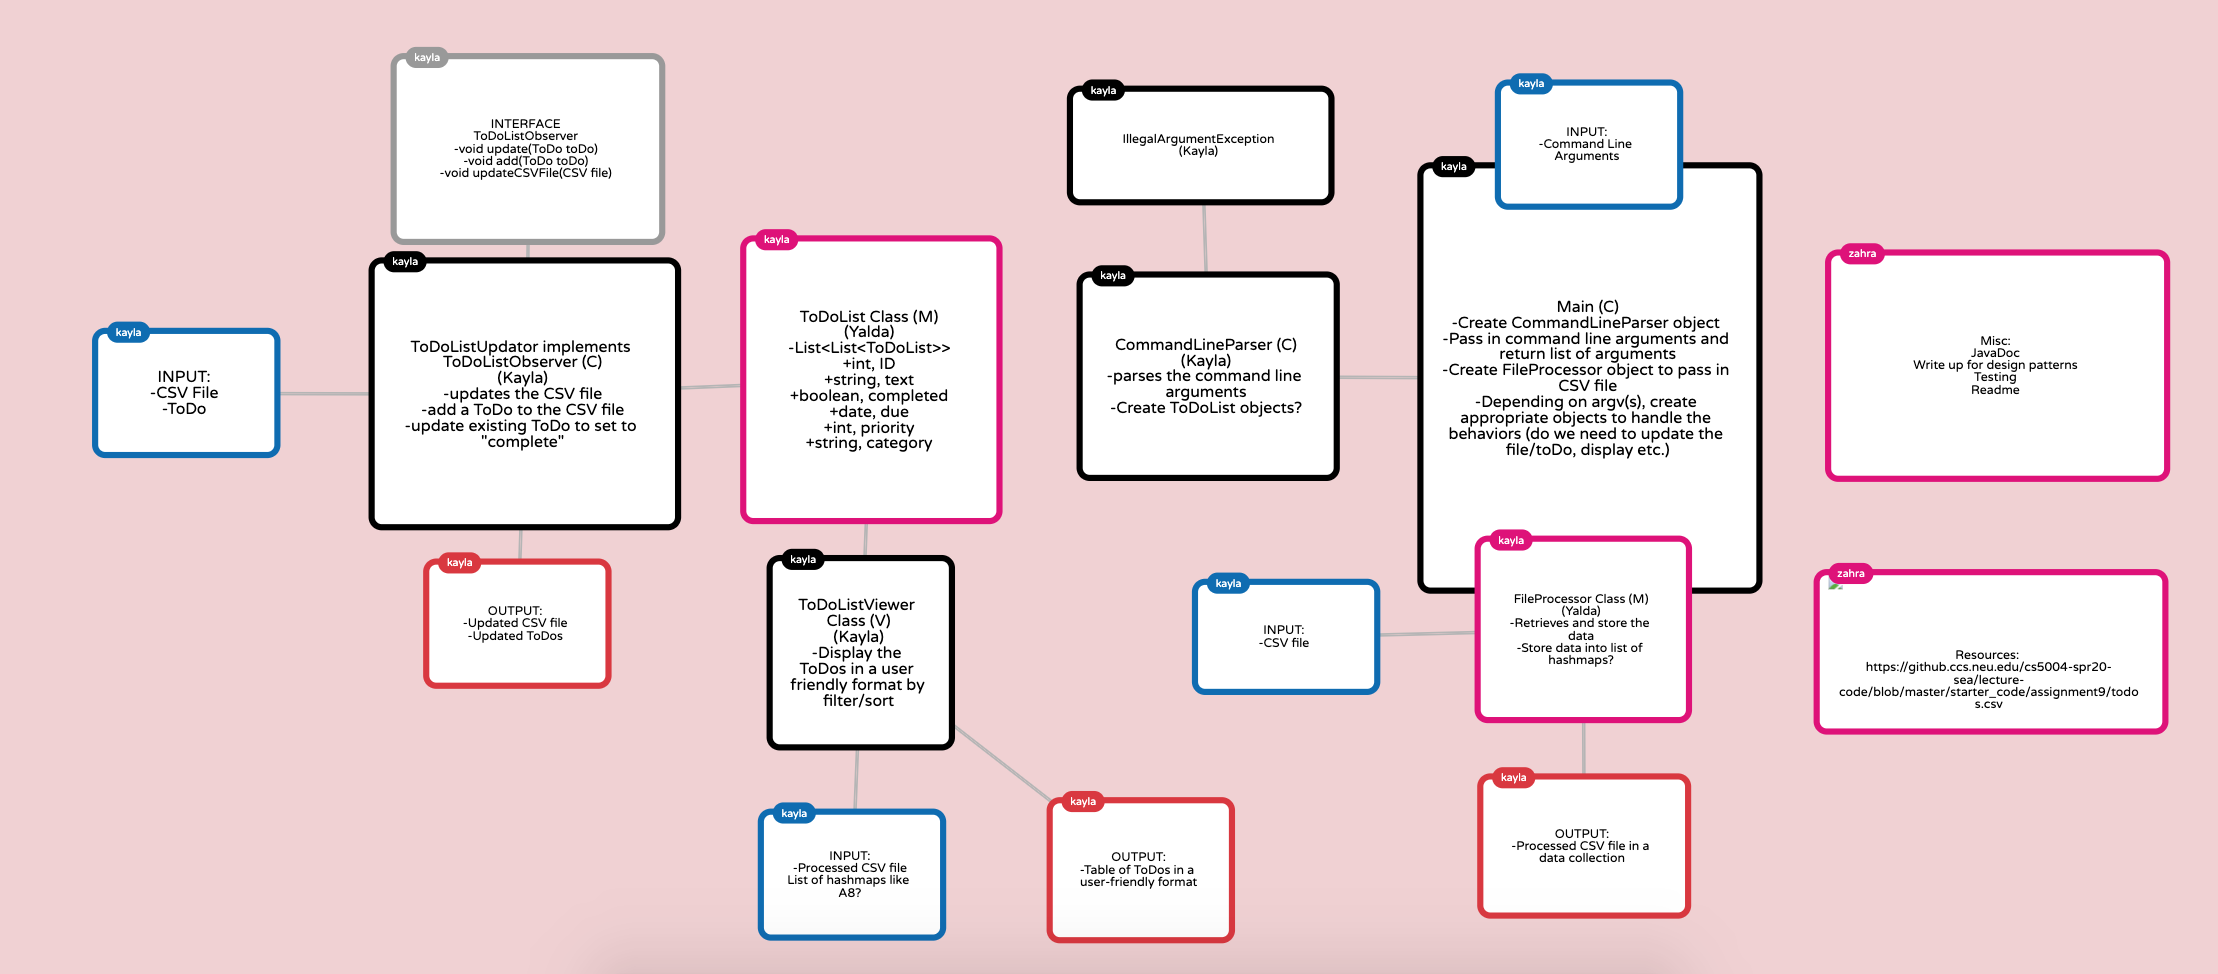 kayla
INTERFACE
ToDoListObserver
-void update(ToDo toDo)
-void add(ToDo toDo)
-void updateCSVFile(CSV file)
kayla
ToDoListUpdator implements
ToDoListObserver (C)
(Kayla)
-updates the CSV file
-add a ToDo to the CSV file
-update existing ToDo to set to
"complete"
kayla
INPUT:
-CSV File
-ToDo
kayla
OUTPUT:
-Updated CSV file
-Updated ToDos
kayla
ToDoList Class (M)
(Yalda)
-List<List<ToDoList>>
+int, ID
+string, text
+boolean, completed
+date, due
+int, priority
+string, category
kayla
ToDoListViewer
Class (V)
(Kayla)
-Display the
ToDos in a user
friendly format by
filter/sort
kayla
INPUT:
-Processed CSV file
List of hashmaps like
A8?
kayla
OUTPUT:
-Table of ToDos in a
user-friendly format
kayla
IllegalArgumentException
(Kayla)
kayla
CommandLineParser (C)
(Kayla)
-parses the command line
arguments
-Create ToDoList objects?
kayla
INPUT:
-Command Line
Arguments
kayla
Main (C)
-Create CommandLineParser object
-Pass in command line arguments and
return list of arguments
-Create FileProcessor object to pass in
CSV file
-Depending on argv(s), create
appropriate objects to handle the
behaviors (do we need to update the
file/toDo, display etc.)
kayla
FileProcessor Class (M)
(Yalda)
-Retrieves and store the
data
-Store data into list of
hashmaps?
kayla
INPUT:
-CSV file
kayla
OUTPUT:
-Processed CSV file in a
data collection
zahra
Misc:
JavaDoc
Write up for design patterns
Testing
Readme
zahra
Resources:
https://github.ccs.neu.edu/cs5004-spr20-
sea/lecture-
code/blob/master/starter_code/assignment9/todo
s.csv